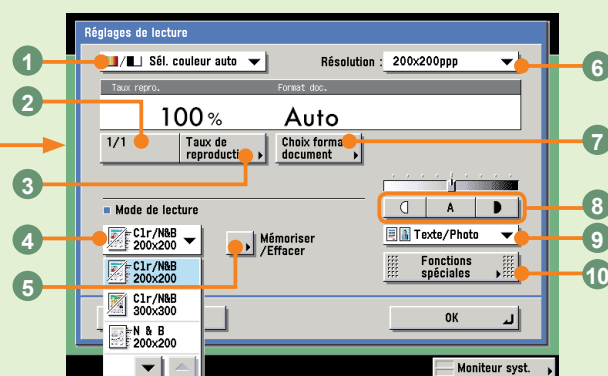 Réglages de lecture
1
Sél. couleur auto
Résolution : 200x200ppp
6
Taux repro.
Format doc.
2
100 %
Auto
1/1
Taux de
reproducti
Choix forma
document
7
3
8
A
Mode de lecture
4
Clr/N&B
200x200
Mémoriser
/Effacer
Texte/Photo
9
5
Clr/N&B
200x200
Fonctions
spéciales
10
Clr/N&B
300x300
N & B
200x200
OK
Moniteur syst.